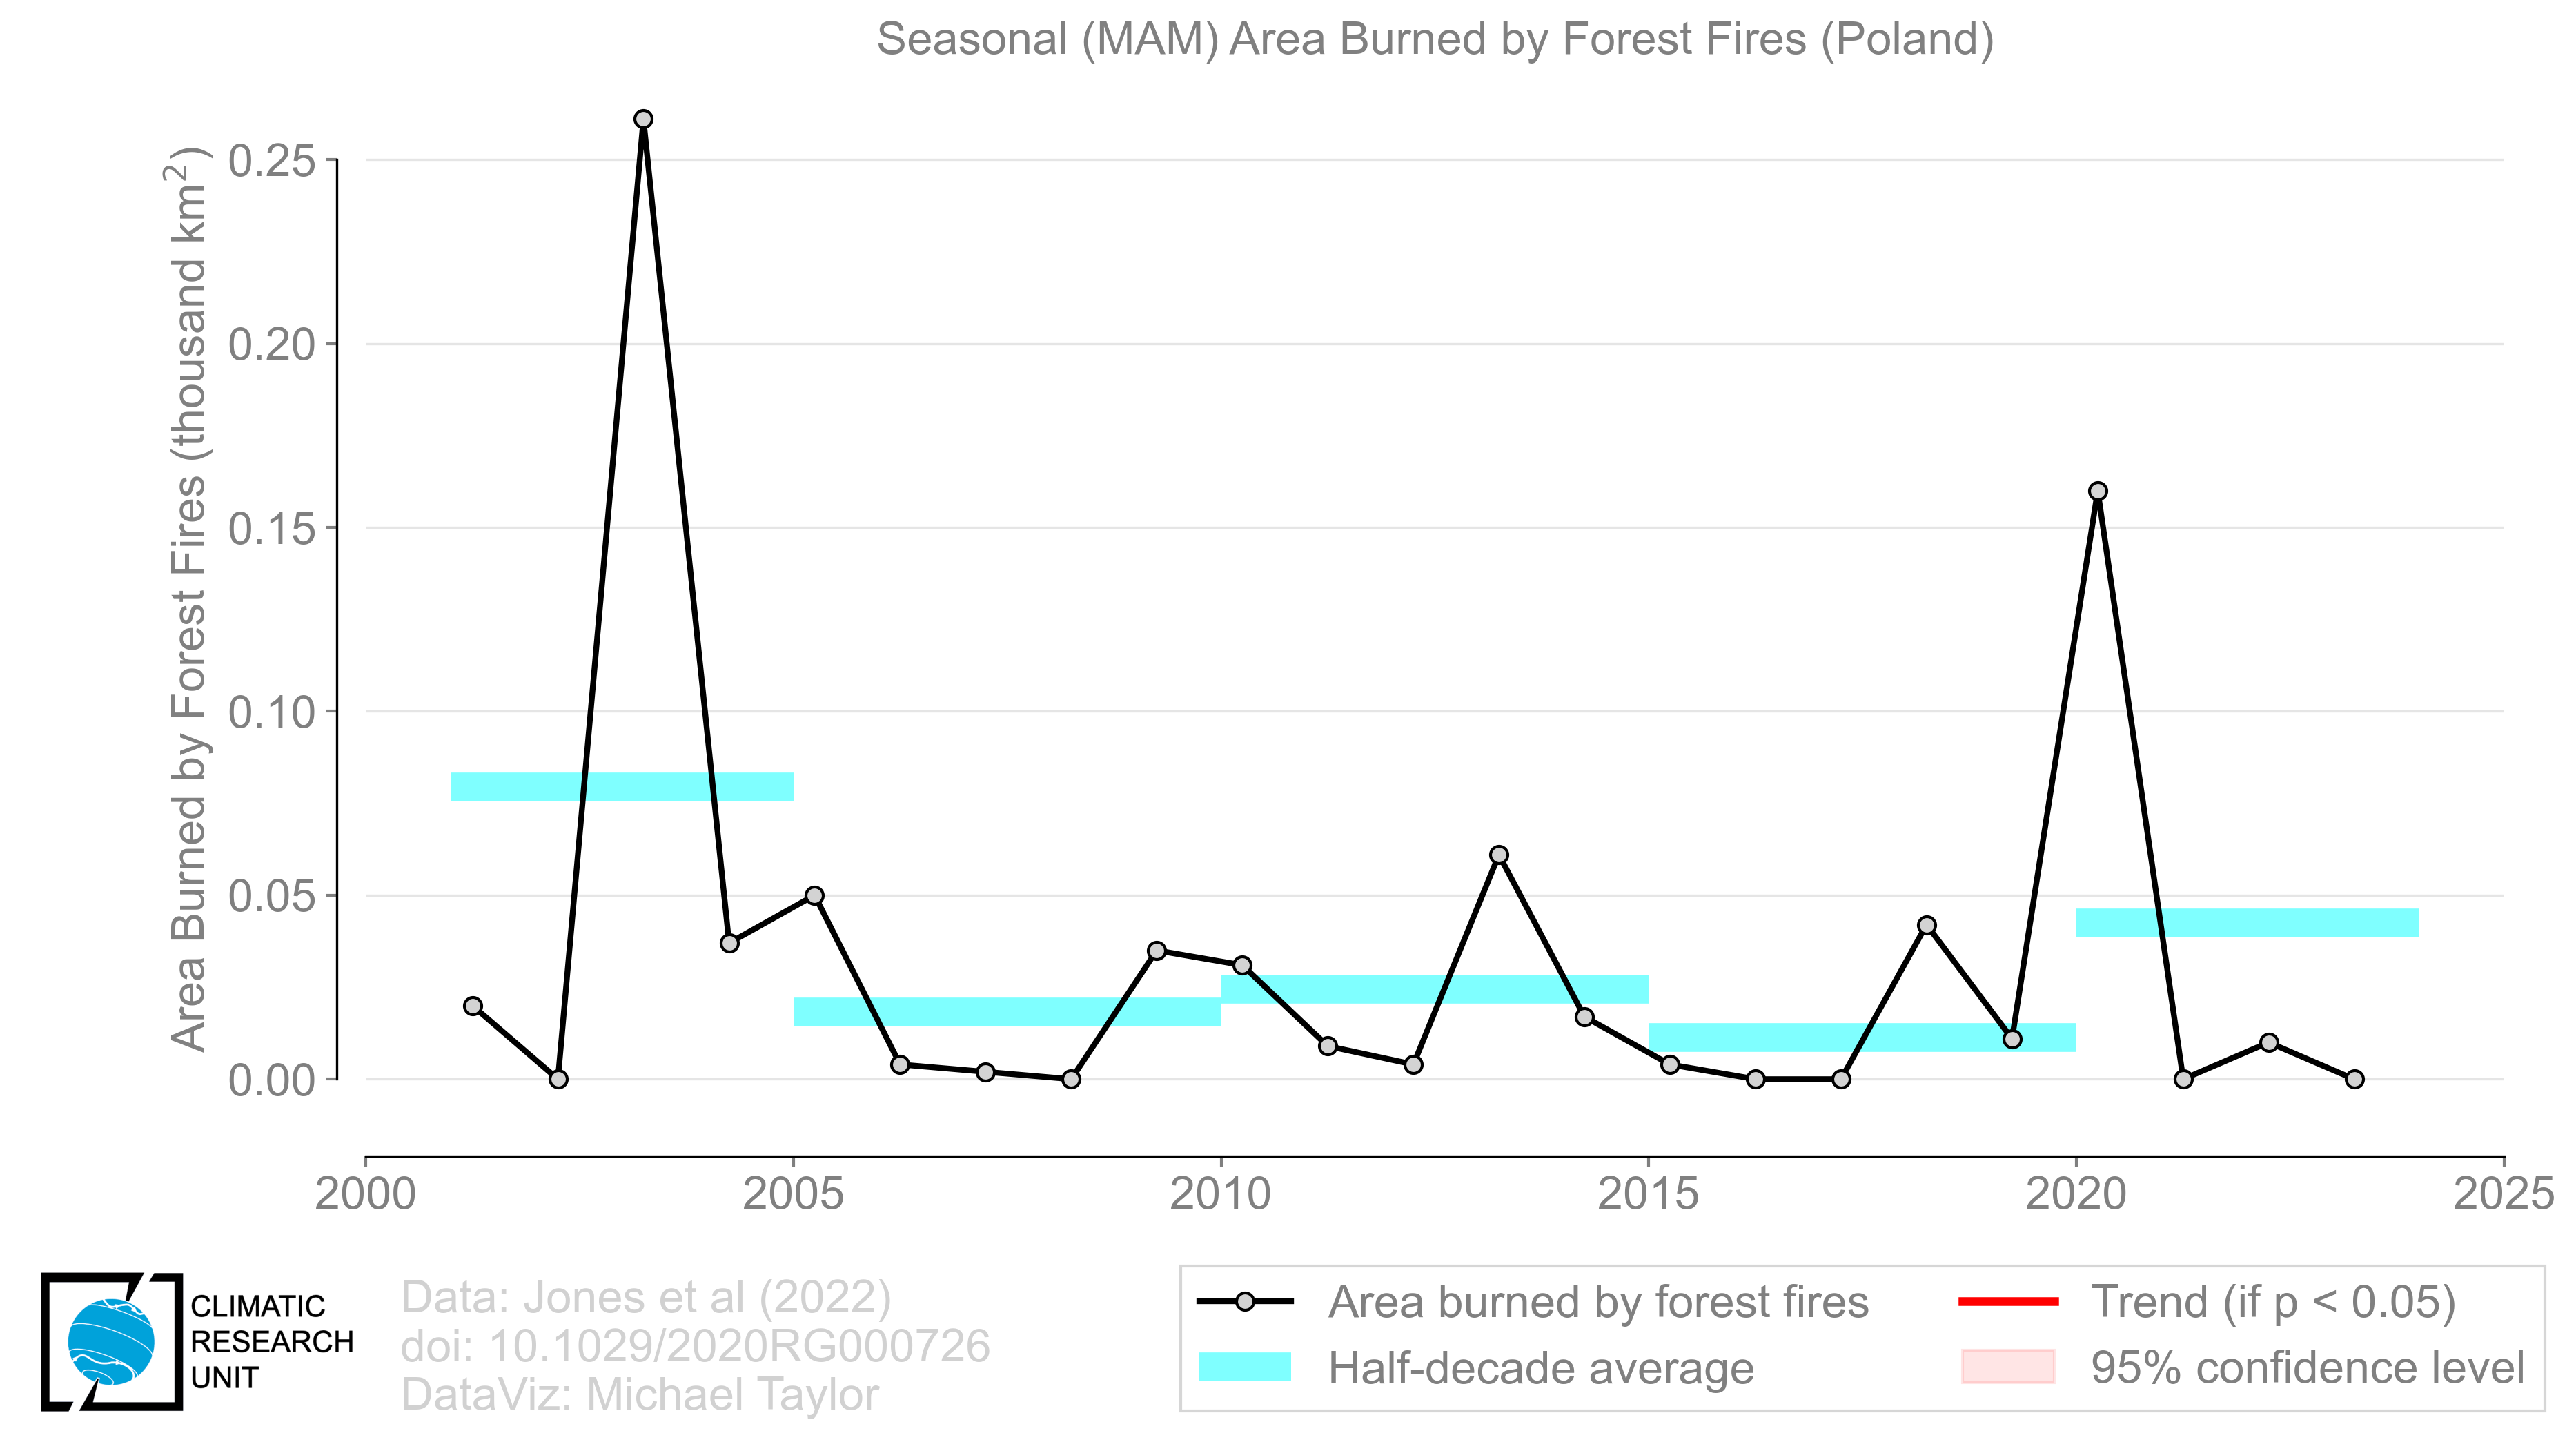 Seasonal (MAM) Area Burned by Forest Fires (Poland)
Area Burned by Forest Fires (thousand km²)
0.25
0.20
0.15
0.10
0.05
0.00
2000 2005 2010 2015 2020 2025
CLIMATIC
RESEARCH
UNIT
Data: Jones et al (2022)
doi: 10.1029/2020RG000726
DataViz: Michael Taylor
Area burned by forest fires
Half-decade average
Trend (if p < 0.05)
95% confidence level